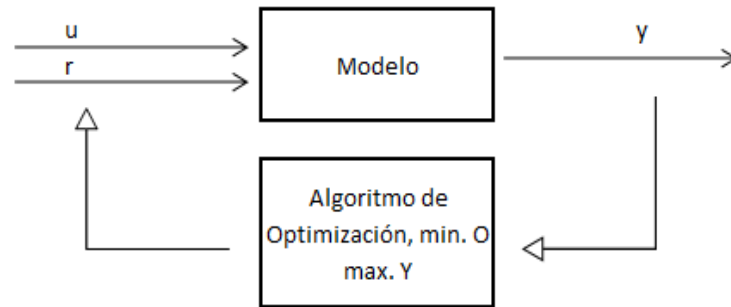 u
r
Modelo
y
Algoritmo de
Optimización, min. O
max. Y